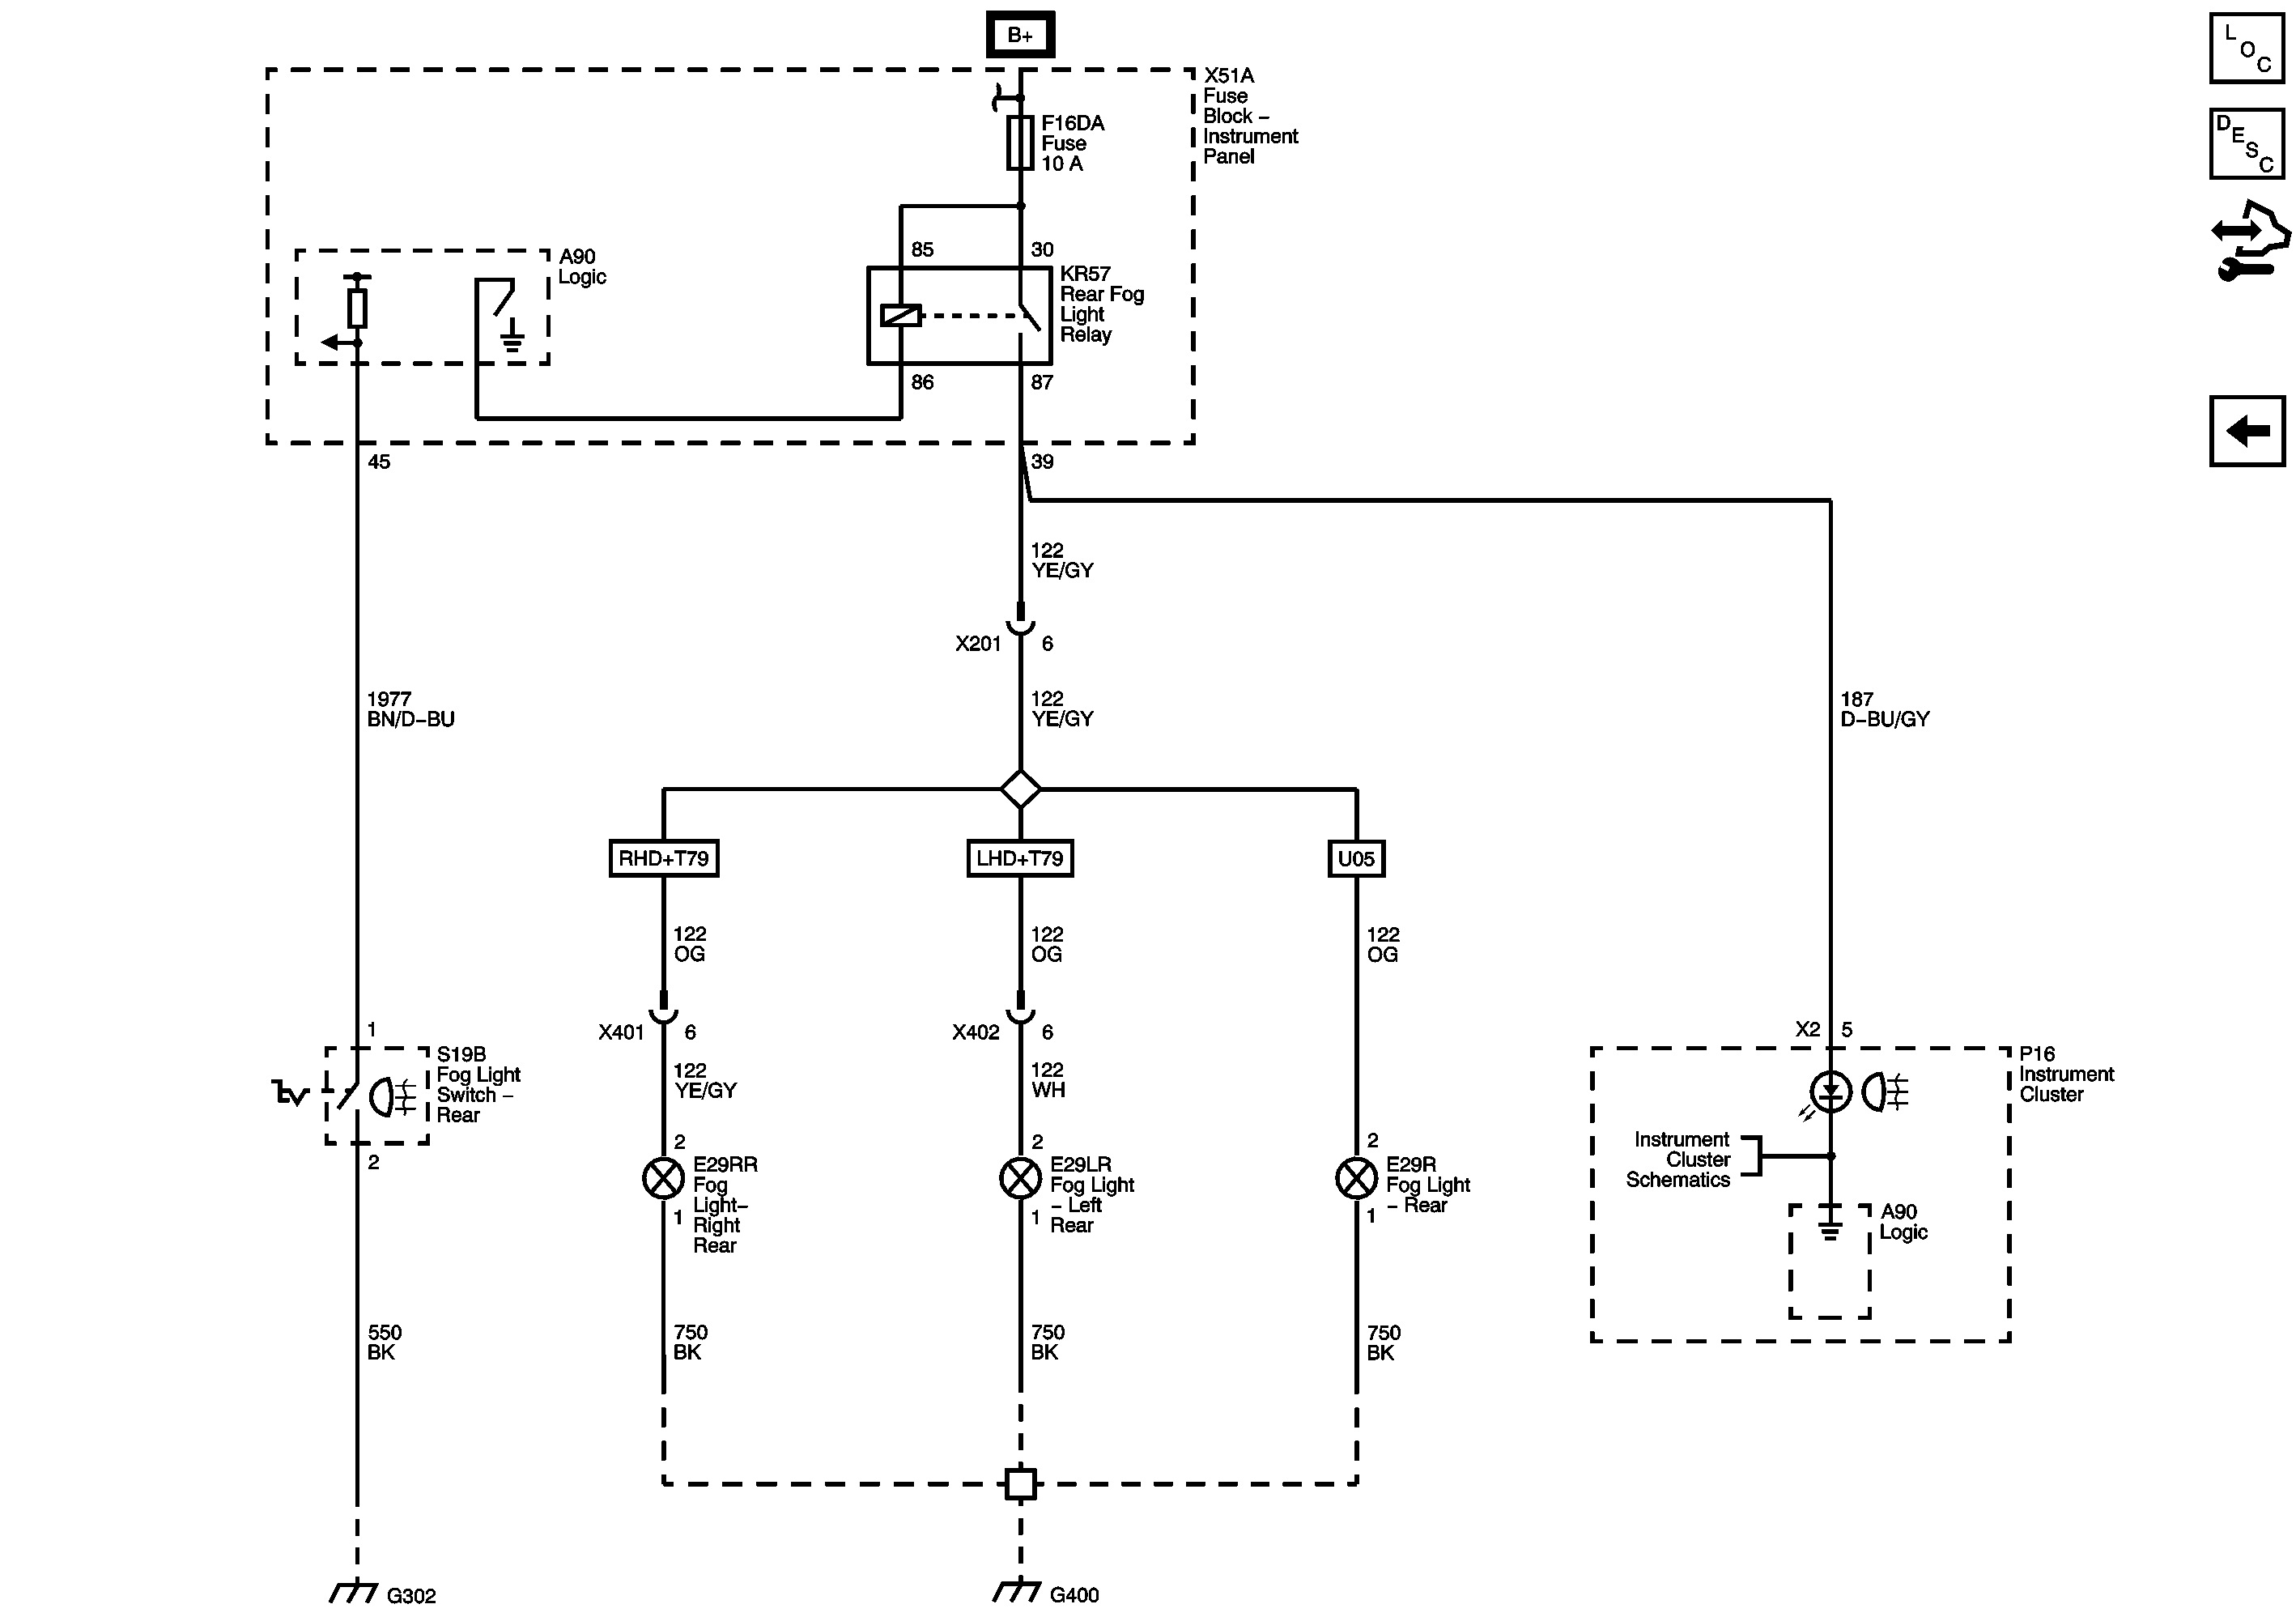 B+
L
O
C
D
E
S
C
X51A
Fuse
Block –
Instrument
Panel
F16DA
Fuse
10 A
A90
Logic
85
30
KR57
Rear Fog
Light
Relay
86
87
45
39
122
YE/GY
X201
6
1977
BN/D–BU
122
YE/GY
187
D–BU/GY
RHD+T79
LHD+T79
U05
122
OG
122
OG
122
OG
X401
6
X402
6
1
S19B
Fog Light
Switch –
Rear
2
122
YE/GY
122
WH
X2
5
P16
Instrument
Cluster
Instrument
Cluster
Schematics
A90
Logic
2
E29RR
Fog
Light–
Right
Rear
1
2
E29LR
Fog Light
– Left
Rear
1
2
E29R
Fog Light
– Rear
1
550
BK
750
BK
750
BK
750
BK
G302
G400